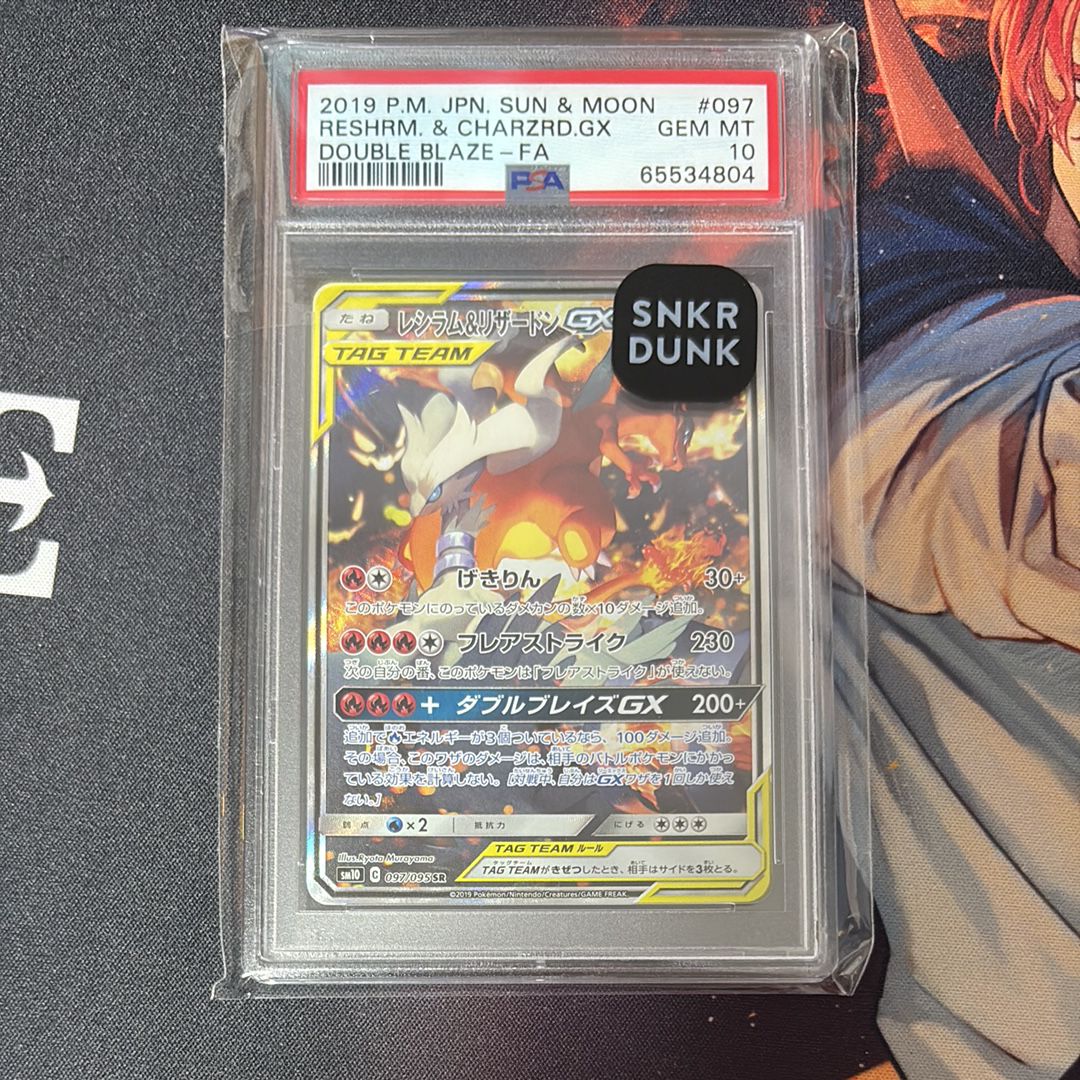 2019 P.M. JPN. SUN & MOON #097
RESHRM. & CHARZRD.GX GEM MT
DOUBLE BLAZE-FA 10
PSA 65534804
SNKR
DUNK
たね レシラム&リザードンGX
TAG TEAM
げきりん 30+
このポケモンにのっているダメカンの数×10ダメージ追加。
フレアストライク 230
次の自分の番、このポケモンは「フレアストライク」が使えない。
+ ダブルブレイズGX 200+
追加で エネルギーが3個ついているなら、100ダメージ追加。
その場合、このワザのダメージは、相手のバトルポケモンにかかっ
ている効果を計算しない。[対戦中、自分はGXワザを1回しか使え
ない。]
弱点 ×2 抵抗力 にげる
Illus.Ryota Murayama
TAG TEAM ルール
TAG TEAMがきぜつしたとき、相手はサイドを3枚とる。
sm10 C 097/095 SR
©2019 Pokémon/Nintendo/Creatures/GAME FREAK.
E